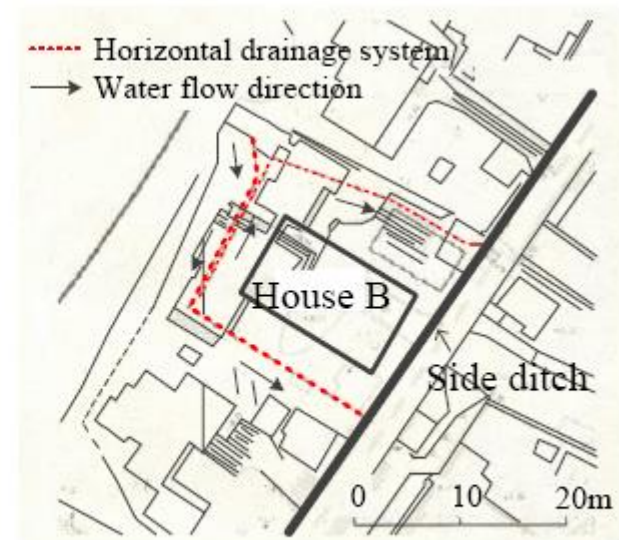 Horizontal drainage system
Water flow direction
House B
Side ditch
0 10 20m